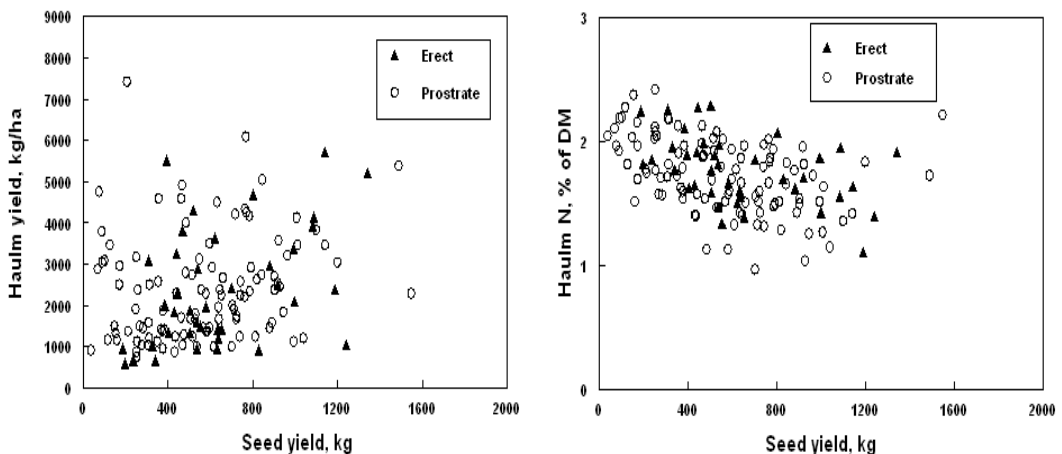 9000
8000
7000
6000
5000
4000
3000
2000
1000
0
Haulm yield, kg/ha
Erect
Prostrate
0 400 800 1200 1600 2000
Seed yield, kg
3
2
1
0
Haulm N, % of DM
Erect
Prostrate
0 400 800 1200 1600 2000
Seed yield, kg